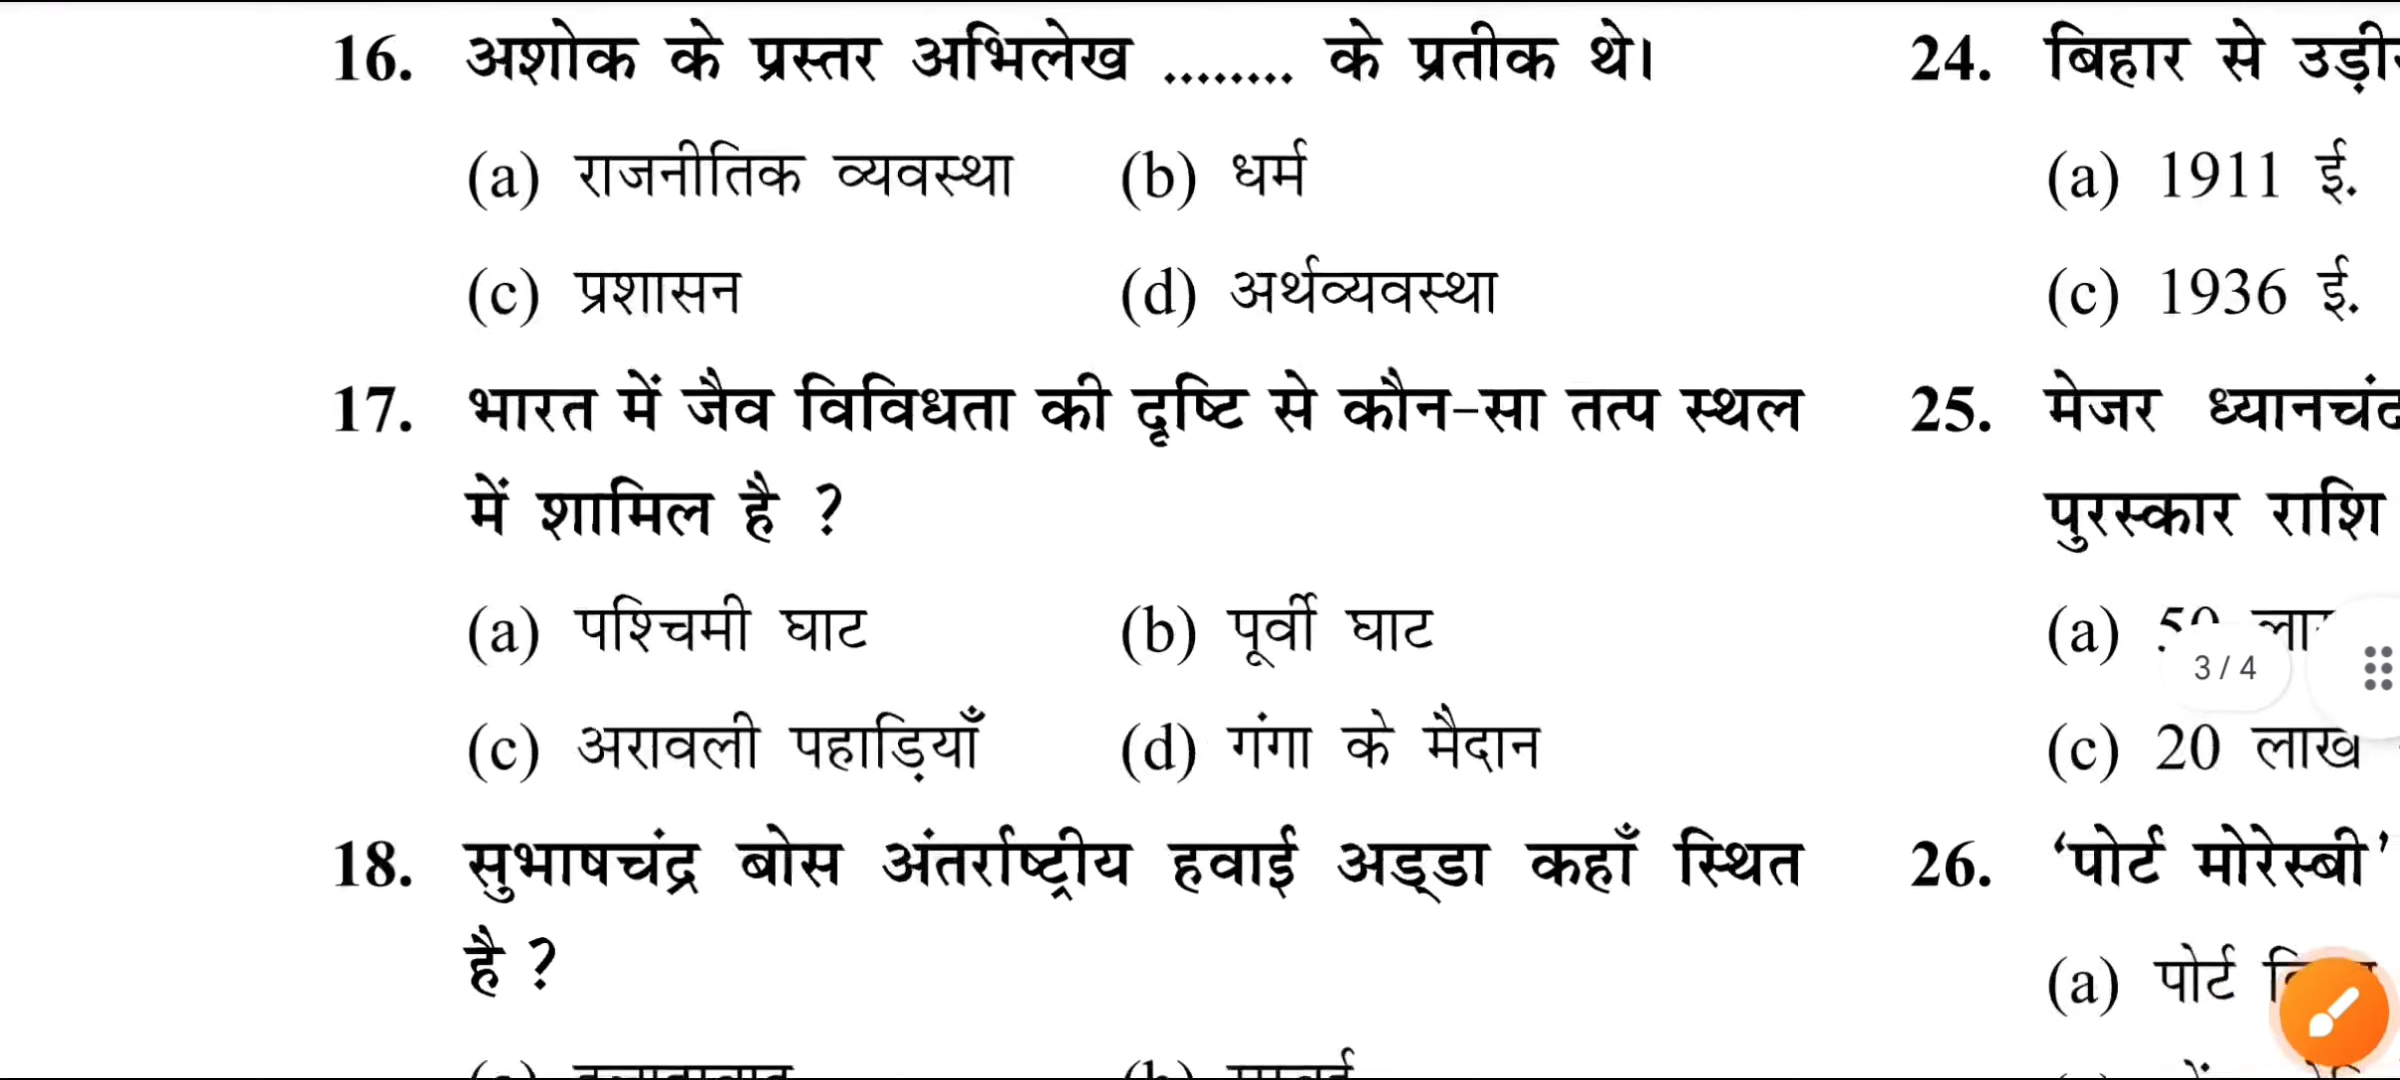 16. अशोक के प्रस्तर अभिलेख ........ के प्रतीक थे।
(a) राजनीतिक व्यवस्था (b) धर्म
(c) प्रशासन (d) अर्थव्यवस्था
17. भारत में जैव विविधता की दृष्टि से कौन-सा तत्प स्थल
में शामिल है ?
(a) पश्चिमी घाट (b) पूर्वी घाट
(c) अरावली पहाड़ियाँ (d) गंगा के मैदान
18. सुभाषचंद्र बोस अंतर्राष्ट्रीय हवाई अड्डा कहाँ स्थित
है ?
24. बिहार से
(a) 1911 ई.
(c) 1936 ई.
25. मेजर
पुरस्कार राशि
(a)
3 / 4
(c) 20 लाख
26. ‘पोर्ट मोरेस्बी’
(a) पोर्ट